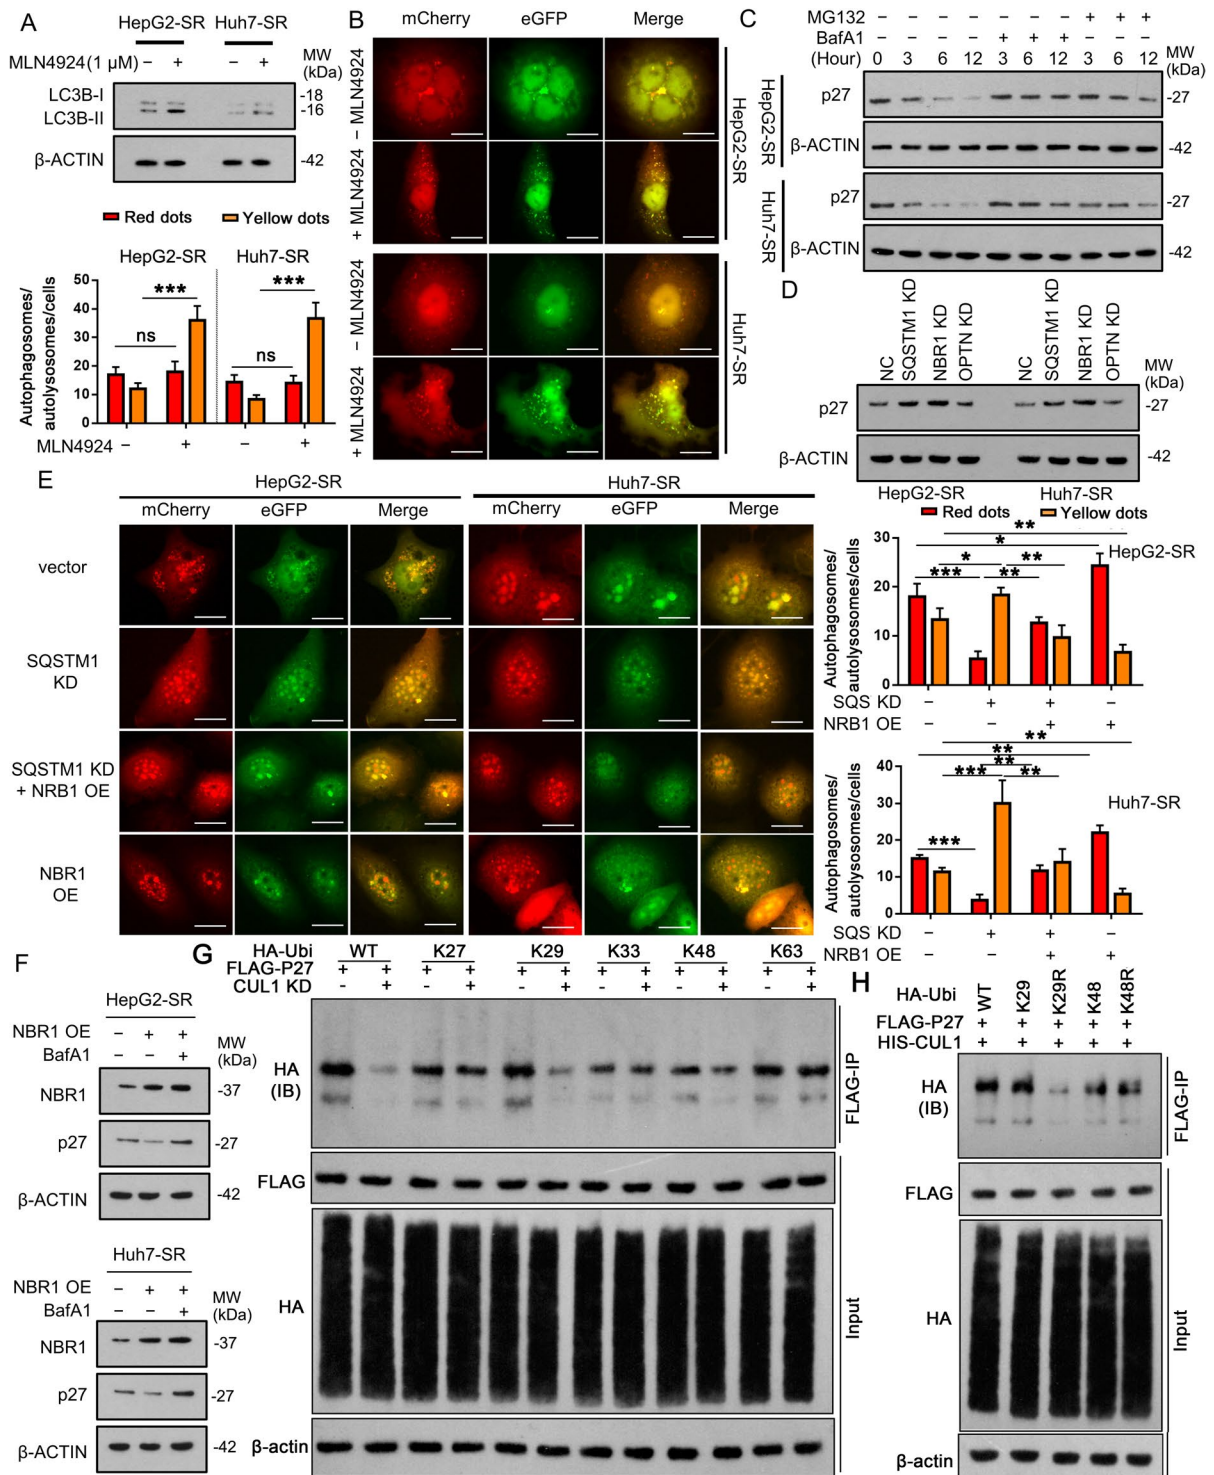 A
HepG2-SR Huh7-SR
MLN4924(1 μM) – + – + MW (kDa)
LC3B-I -18
LC3B-II -16
β-ACTIN -42
Red dots Yellow dots
HepG2-SR Huh7-SR
Autophagosomes/
autolysosomes/cells
50
40
30
20
10
0
ns *** ns ***
MLN4924 – + – +
B
mCherry eGFP Merge
– MLN4924
+ MLN4924
HepG2-SR
– MLN4924
+ MLN4924
Huh7-SR
C
MG132 – – – – – – – + + +
BafA1 – – – – + + + – – –
(Hour) 0 3 6 12 3 6 12 3 6 12
MW
(kDa)
HepG2-SR
p27 -27
β-ACTIN -42
Huh7-SR
p27 -27
β-ACTIN -42
D
NC SQSTM1 KD NBR1 KD OPTN KD NC SQSTM1 KD NBR1 KD OPTN KD
MW
(kDa)
p27 -27
β-ACTIN -42
HepG2-SR Huh7-SR
E
HepG2-SR Huh7-SR
mCherry eGFP Merge mCherry eGFP Merge
vector
SQSTM1
KD
SQSTM1 KD
+ NRB1 OE
NBR1
OE
Red dots Yellow dots
HepG2-SR
Autophagosomes/
autolysosomes/cells
30
20
10
0
**
*
* **
*** **
SQS KD – + + –
NRB1 OE – – + +
Huh7-SR
Autophagosomes/
autolysosomes/cells
40
30
20
10
0
**
**
**
*** **
***
SQS KD – + + –
NRB1 OE – – + +
F
HepG2-SR
NBR1 OE – + +
BafA1 – – +
MW
(kDa)
NBR1 -37
p27 -27
β-ACTIN -42
Huh7-SR
NBR1 OE – + +
BafA1 – – +
MW
(kDa)
NBR1 -37
p27 -27
β-ACTIN -42
G
HA-Ubi WT K27 K29 K33 K48 K63
FLAG-P27 + + + + + + + + + + + +
CUL1 KD - + - + - + - + - + - +
HA
(IB)
FLAG-IP
FLAG
HA
β-actin
Input
H
HA-Ubi WT K29 K29R K48 K48R
FLAG-P27 + + + + +
HIS-CUL1 + + + + +
HA
(IB)
FLAG-IP
FLAG
HA
β-actin
Input